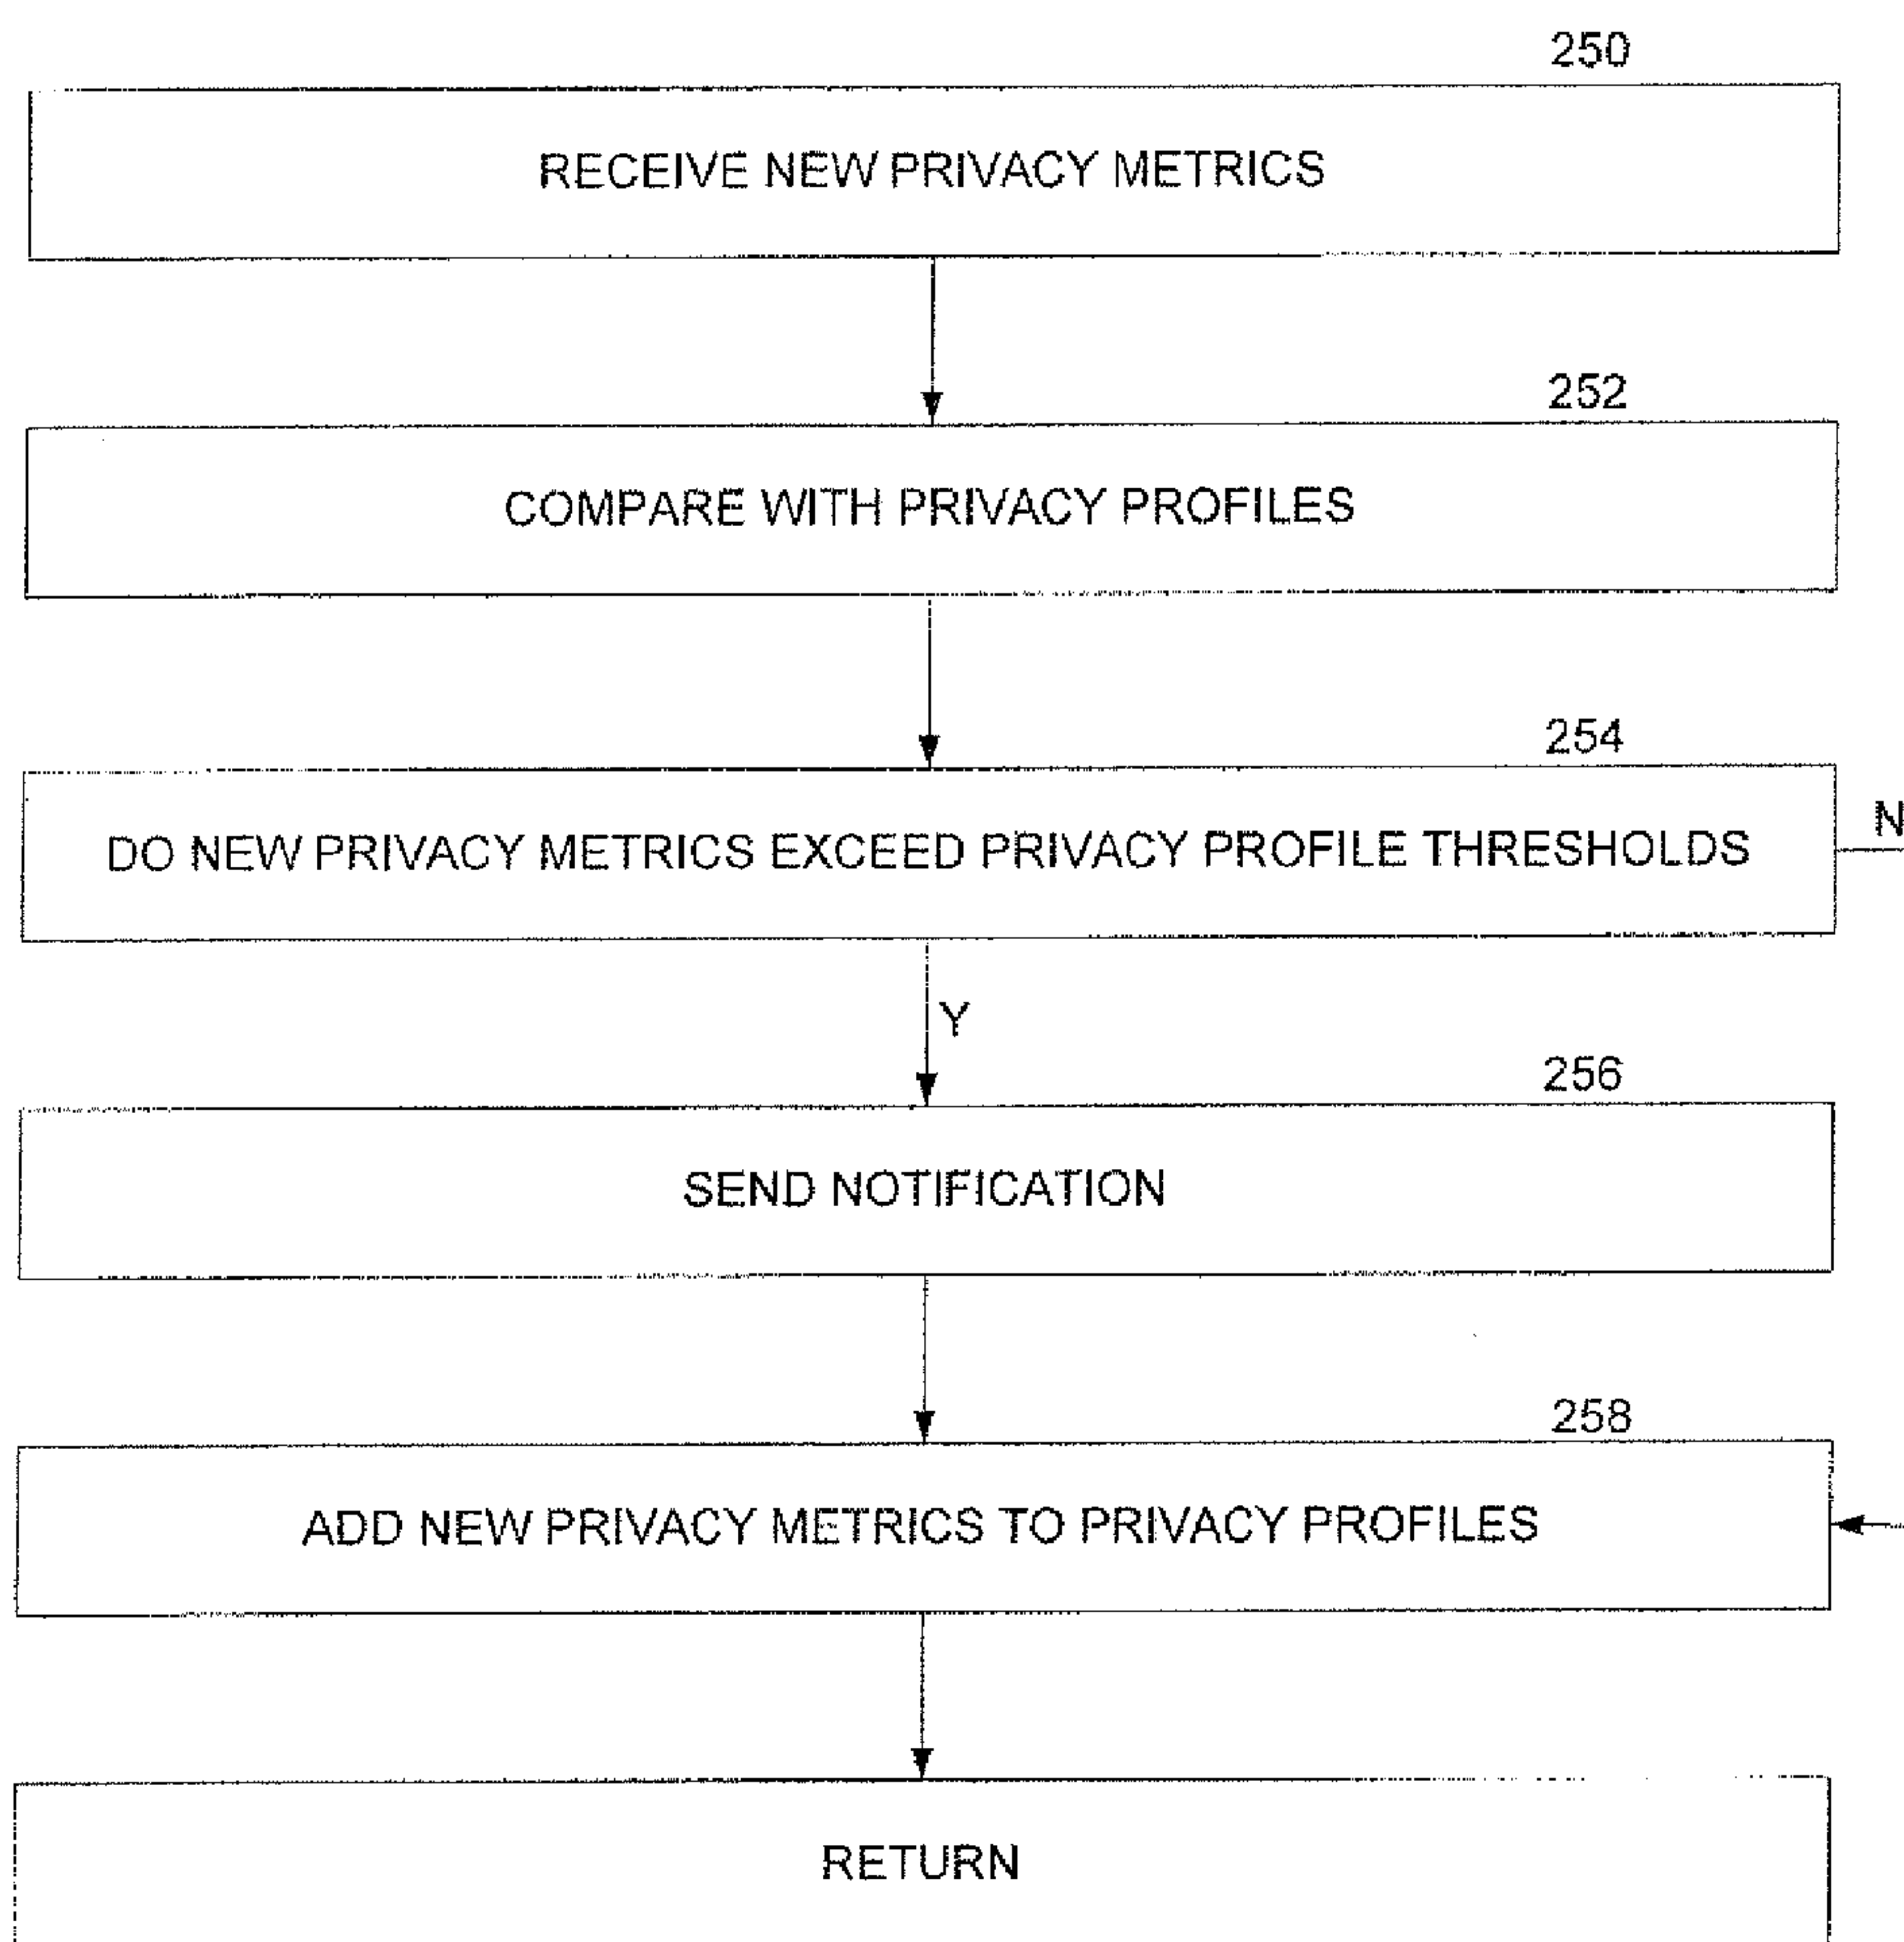 250
RECEIVE NEW PRIVACY METRICS
252
COMPARE WITH PRIVACY PROFILES
254
DO NEW PRIVACY METRICS EXCEED PRIVACY PROFILE THRESHOLDS
N
Y
256
SEND NOTIFICATION
258
ADD NEW PRIVACY METRICS TO PRIVACY PROFILES
RETURN